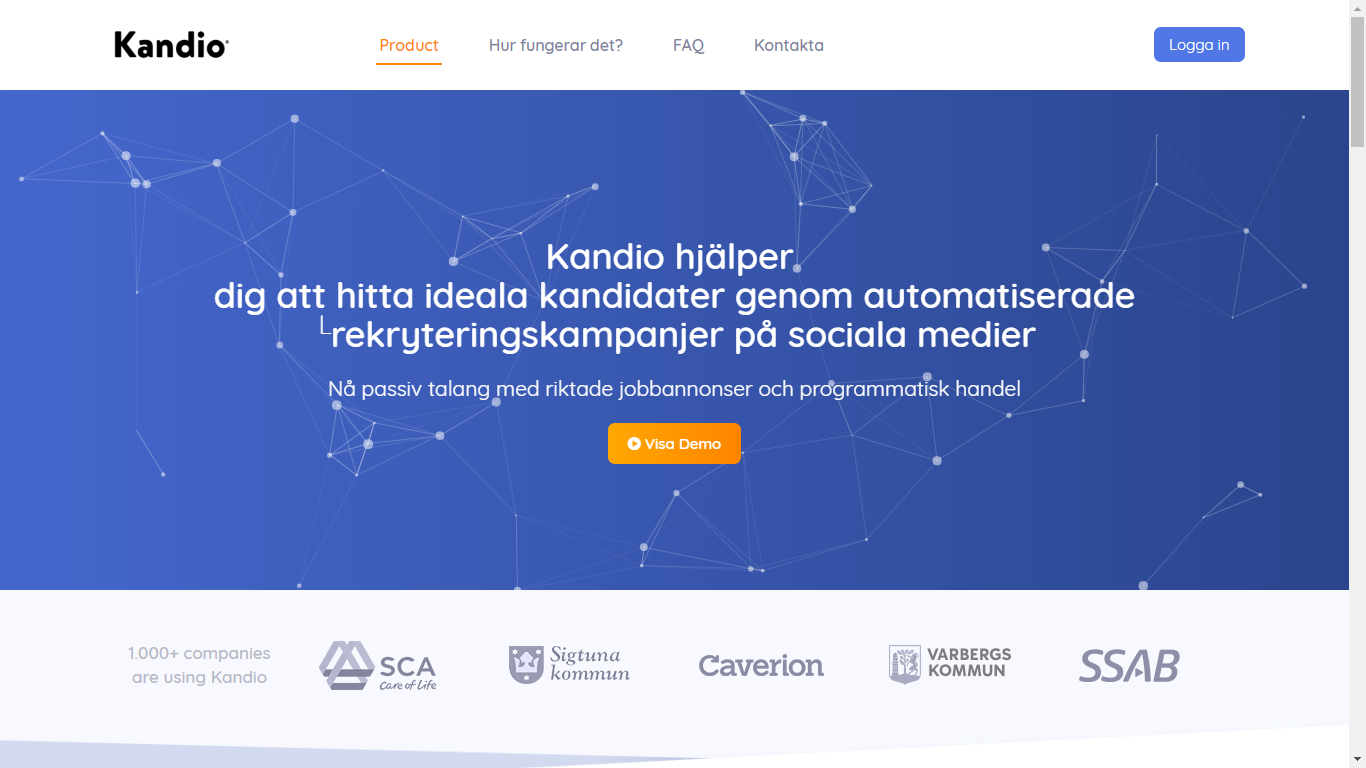 Kandio
Product
Hur fungerar det?
FAQ
Kontakta
Logga in
Kandio hjälper
dig att hitta ideala kandidater genom automatiserade
└rekryteringskampanjer på sociala medier
Nå passiv talang med riktade jobbannonser och programmatisk handel
Visa Demo
1.000+ companies
are using Kandio
SCA
Care of Life
Sigtuna
kommun
Caverion
VARBERGS
KOMMUN
SSAB